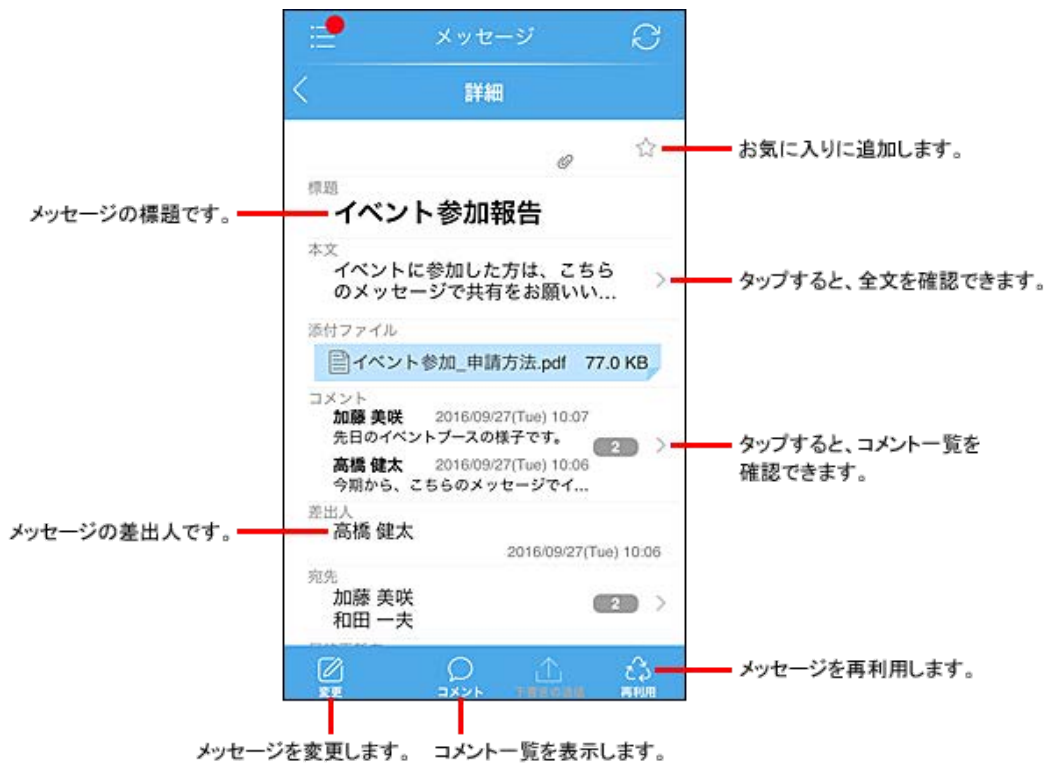 メッセージ
詳細
お気に入りに追加します。
標題
メッセージの標題です。
イベント参加報告
本文
イベントに参加した方は、こちら
のメッセージで共有をお願いい...
タップすると、全文を確認できます。
添付ファイル
イベント参加_申請方法.pdf 77.0 KB
コメント
加藤 美咲 2016/09/27(Tue) 10:07
先日のイベントブースの様子です。
2
高橋 健太 2016/09/27(Tue) 10:06
今期から、こちらのメッセージでイ...
タップすると、コメント一覧を
確認できます。
差出人
メッセージの差出人です。
高橋 健太
2016/09/27(Tue) 10:06
宛先
加藤 美咲
和田 一夫
2
変更
コメント
下書きの送信
再利用
メッセージを再利用します。
メッセージを変更します。
コメント一覧を表示します。